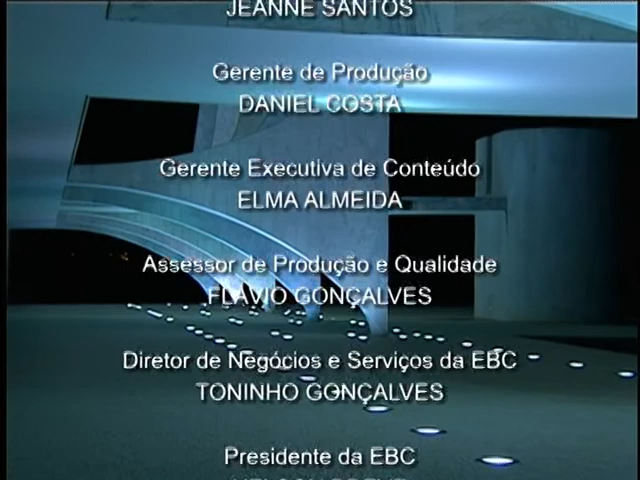 JEANNE SANTOS
Gerente de Produção
DANIEL COSTA
Gerente Executiva de Conteúdo
ELMA ALMEIDA
Assessor de Produção e Qualidade
FLÁVIO GONÇALVES
Diretor de Negócios e Serviços da EBC
TONINHO GONÇALVES
Presidente da EBC